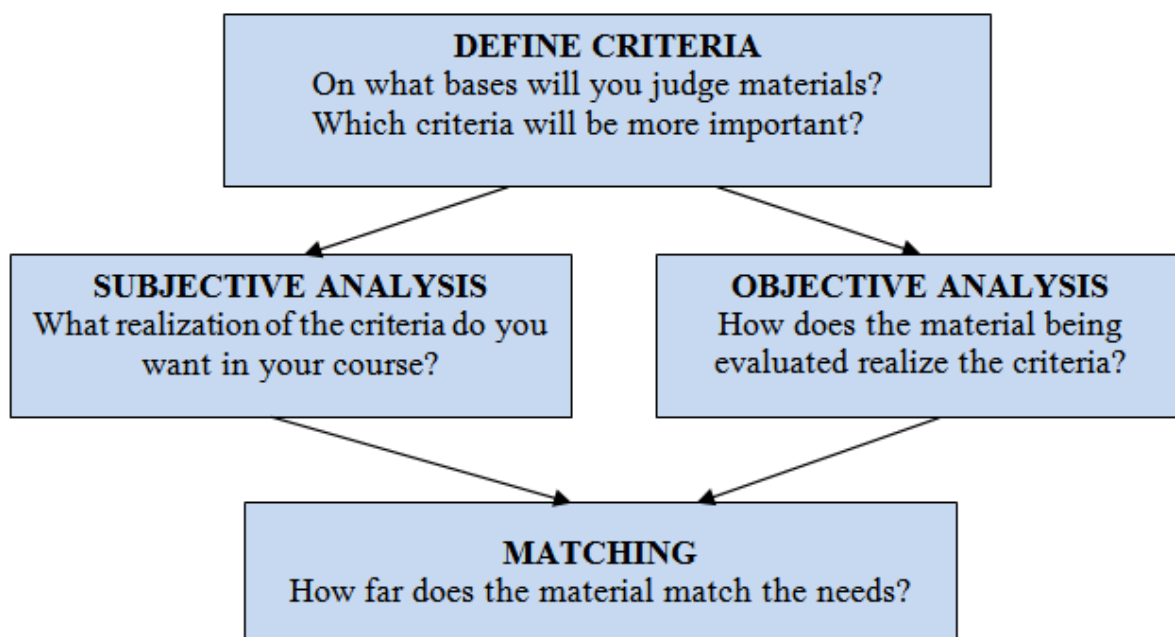 DEFINE CRITERIA
On what bases will you judge materials?
Which criteria will be more important?
SUBJECTIVE ANALYSIS
What realization of the criteria do you
want in your course?
OBJECTIVE ANALYSIS
How does the material being
evaluated realize the criteria?
MATCHING
How far does the material match the needs?